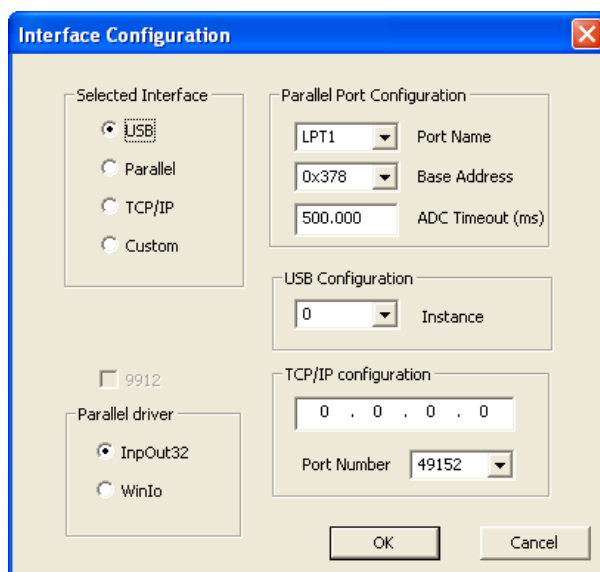 Interface Configuration
Selected Interface
USB
Parallel
TCP/IP
Custom
Parallel Port Configuration
LPT1 Port Name
0x378 Base Address
500.000 ADC Timeout (ms)
USB Configuration
0 Instance
9912
Parallel driver
InpOut32
WinIo
TCP/IP configuration
0 . 0 . 0 . 0
Port Number 49152
OK Cancel